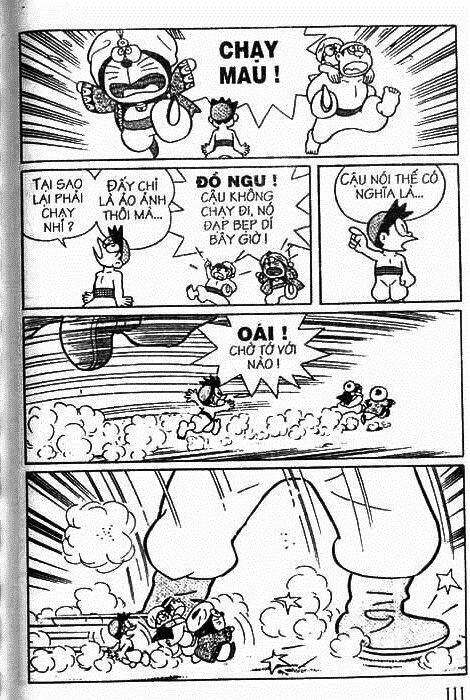 CHẠY
MAU !
TẠI SAO
LẠI PHẢI
CHẠY
NHỈ ?
ĐẤY CHỈ
LÀ ẢO ẢNH
THÔI MÀ...
ĐỒ NGU !
CẬU KHÔNG
CHẠY ĐI, NÓ
ĐẠP BẸP DÍ
BÂY GIỜ !
CẬU NÓI THẾ CÓ
NGHĨA LÀ...
OÁI !
CHỜ TỚ VỚI
NÀO !
111